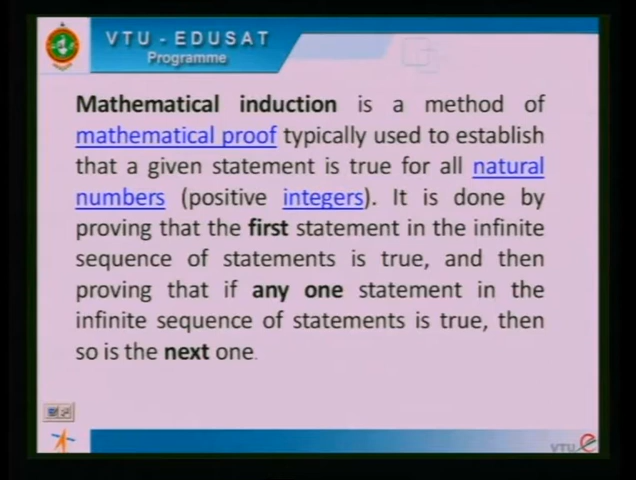 VTU - EDUSAT
Programme
Mathematical induction is a method of
mathematical proof typically used to establish
that a given statement is true for all natural
numbers (positive integers). It is done by
proving that the first statement in the infinite
sequence of statements is true, and then
proving that if any one statement in the
infinite sequence of statements is true, then
so is the next one.
VTU e